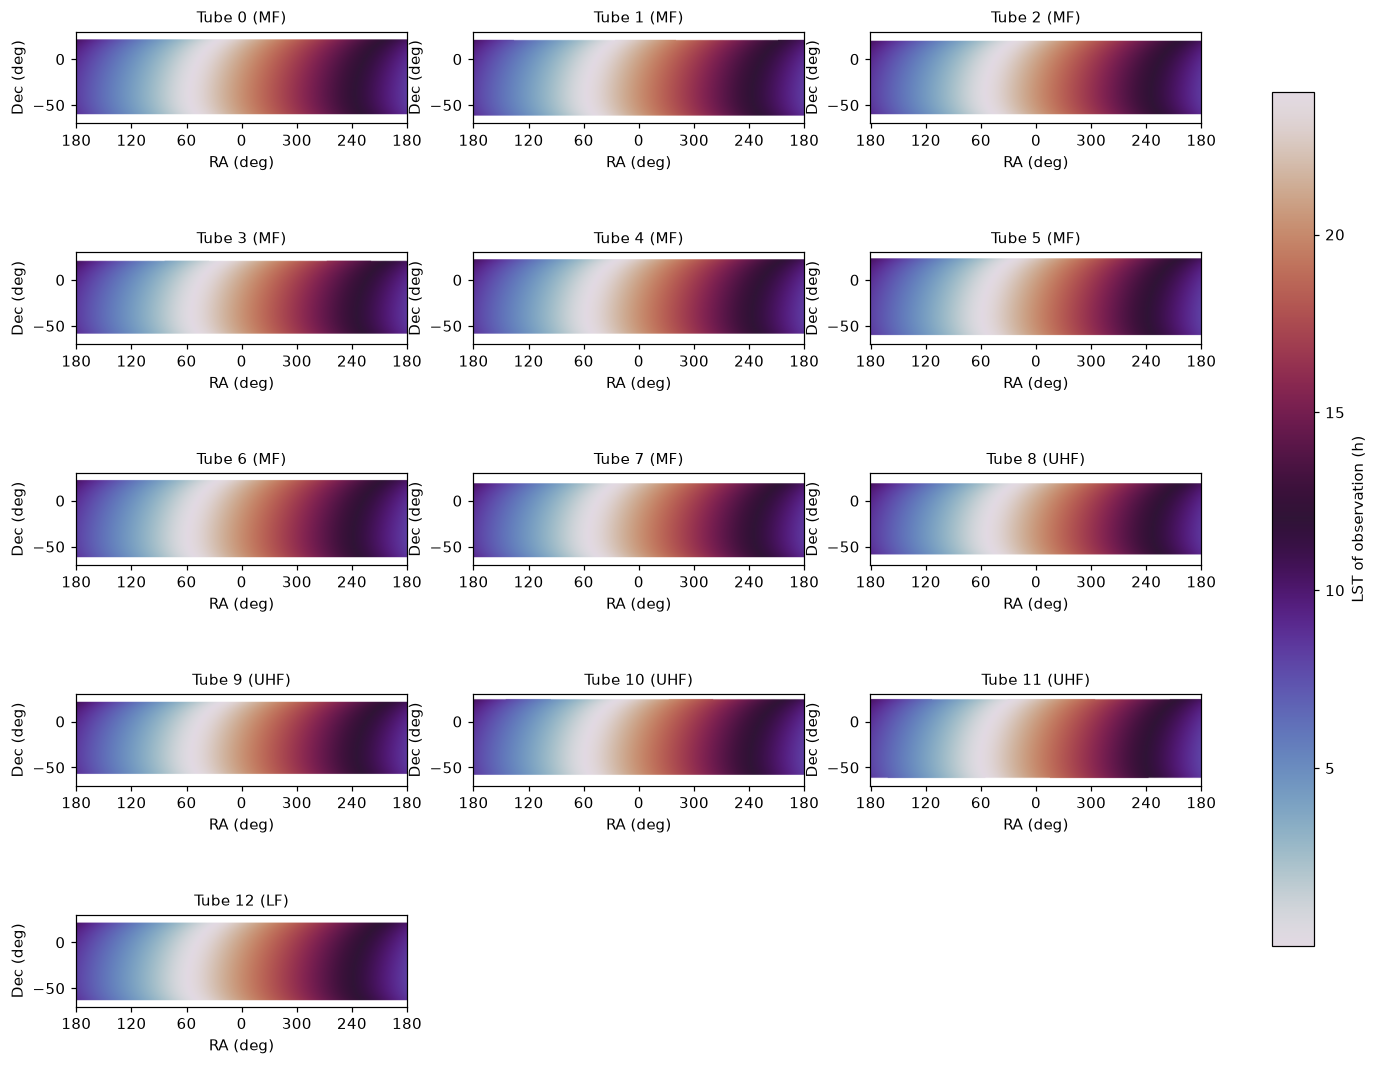 Tube 0 (MF)
Tube 1 (MF)
Tube 2 (MF)
Dec (deg)
0
−50
180 120 60 0 300 240 180
RA (deg)
Dec (deg)
0
−50
180 120 60 0 300 240 180
RA (deg)
Dec (deg)
0
−50
180 120 60 0 300 240 180
RA (deg)
Tube 3 (MF)
Tube 4 (MF)
Tube 5 (MF)
Dec (deg)
0
−50
180 120 60 0 300 240 180
RA (deg)
Dec (deg)
0
−50
180 120 60 0 300 240 180
RA (deg)
Dec (deg)
0
−50
180 120 60 0 300 240 180
RA (deg)
Tube 6 (MF)
Tube 7 (MF)
Tube 8 (UHF)
Dec (deg)
0
−50
180 120 60 0 300 240 180
RA (deg)
Dec (deg)
0
−50
180 120 60 0 300 240 180
RA (deg)
Dec (deg)
0
−50
180 120 60 0 300 240 180
RA (deg)
Tube 9 (UHF)
Tube 10 (UHF)
Tube 11 (UHF)
Dec (deg)
0
−50
180 120 60 0 300 240 180
RA (deg)
Dec (deg)
0
−50
180 120 60 0 300 240 180
RA (deg)
Dec (deg)
0
−50
180 120 60 0 300 240 180
RA (deg)
Tube 12 (LF)
Dec (deg)
0
−50
180 120 60 0 300 240 180
RA (deg)
20
15
10
5
LST of observation (h)